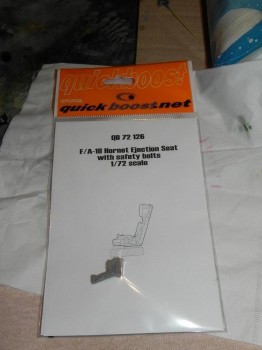 quickboost
quickboost.net
QB 72 126
F/A-18 Hornet Ejection Seat
with safety belts
1/72 scale